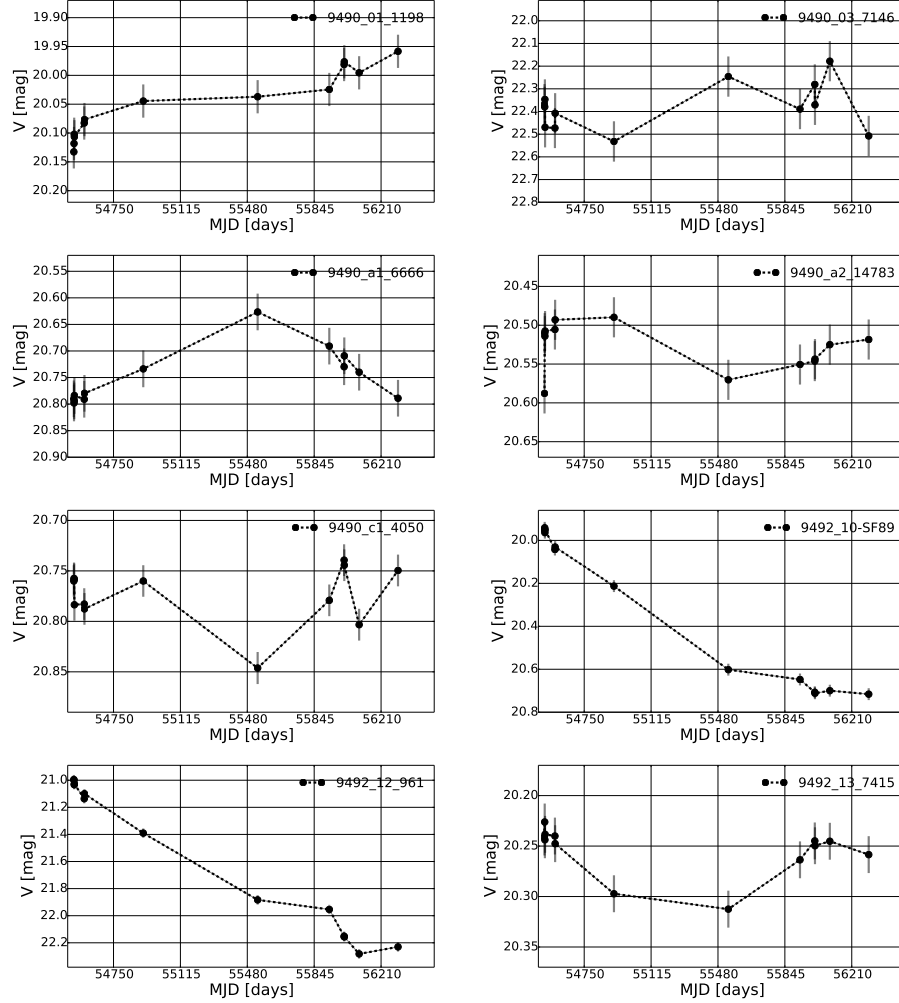 9490_01_1198
19.90
19.95
20.00
20.05
20.10
20.15
20.20
V [mag]
54750 55115 55480 55845 56210
MJD [days]
9490_03_7146
22.0
22.1
22.2
22.3
22.4
22.5
22.6
22.7
22.8
V [mag]
54750 55115 55480 55845 56210
MJD [days]
9490_a1_6666
20.55
20.60
20.65
20.70
20.75
20.80
20.85
20.90
V [mag]
54750 55115 55480 55845 56210
MJD [days]
9490_a2_14783
20.45
20.50
20.55
20.60
20.65
V [mag]
54750 55115 55480 55845 56210
MJD [days]
9490_c1_4050
20.70
20.75
20.80
20.85
V [mag]
54750 55115 55480 55845 56210
MJD [days]
9492_10-SF89
20.0
20.2
20.4
20.6
20.8
V [mag]
54750 55115 55480 55845 56210
MJD [days]
9492_12_961
21.0
21.2
21.4
21.6
21.8
22.0
22.2
V [mag]
54750 55115 55480 55845 56210
MJD [days]
9492_13_7415
20.20
20.25
20.30
20.35
V [mag]
54750 55115 55480 55845 56210
MJD [days]